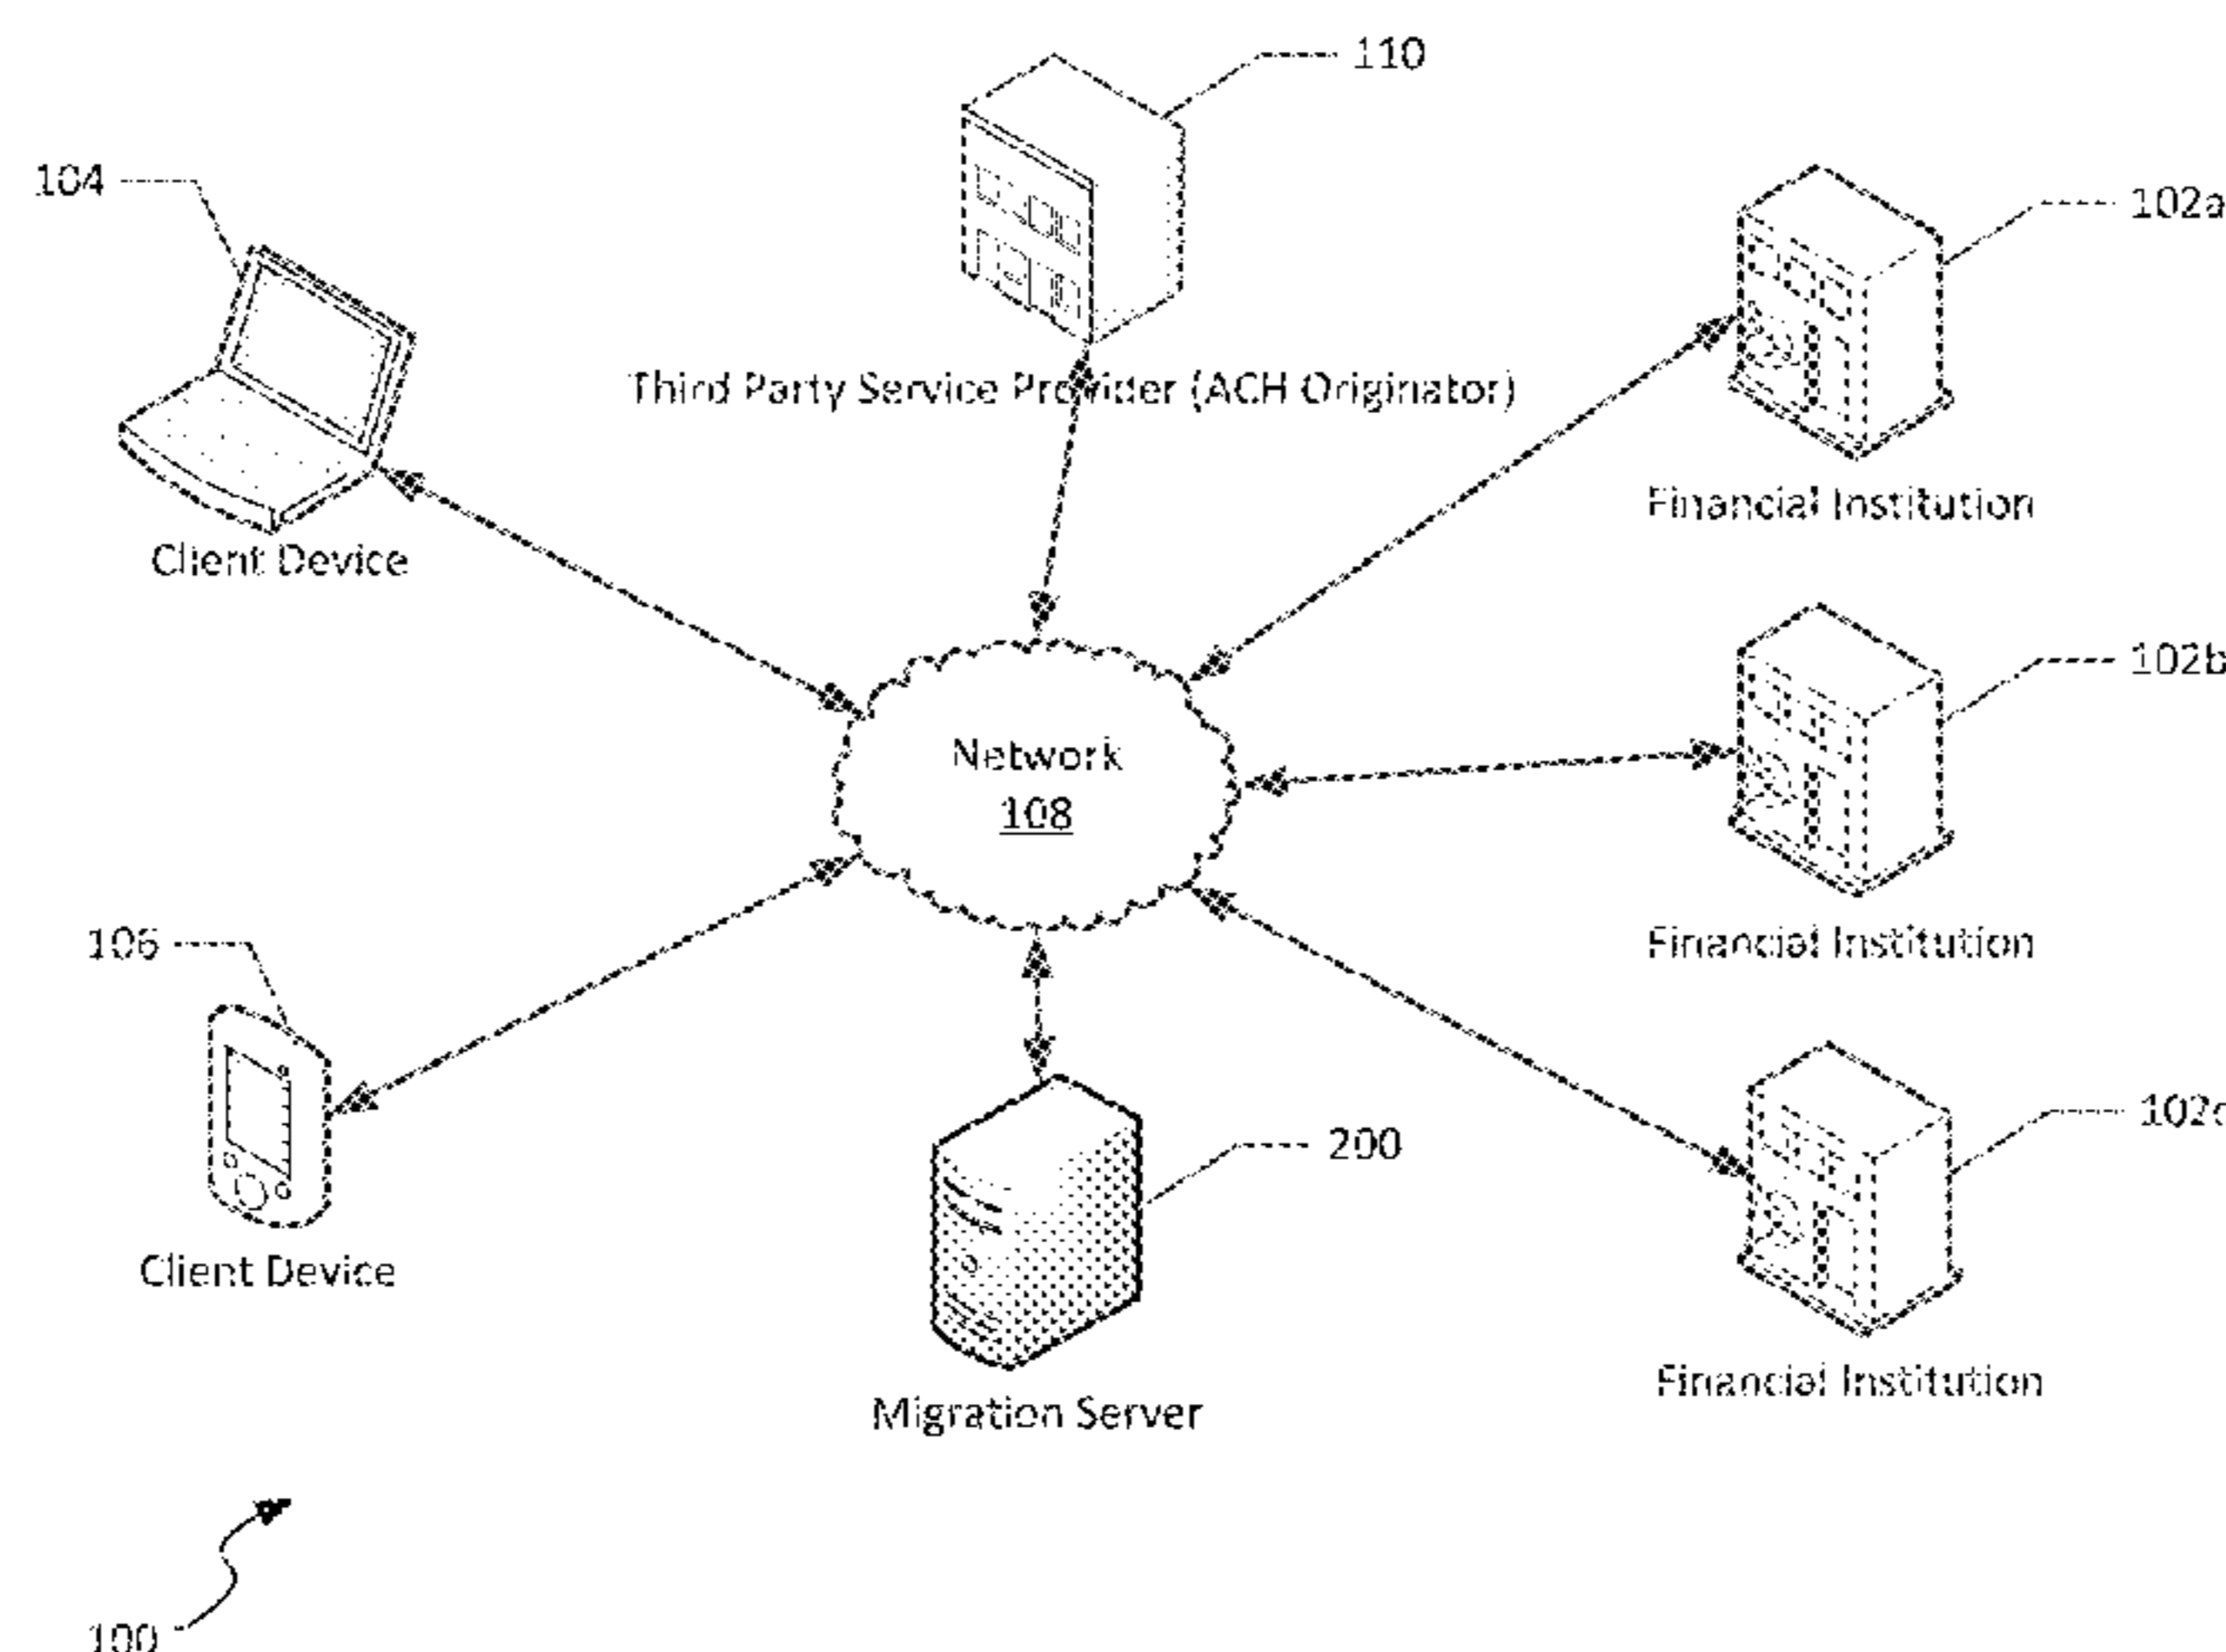 110
104
102a
Third Party Service Provider (ACH Originator)
Financial Institution
Client Device
102b
Network
108
106
Financial Institution
102c
200
Client Device
Financial Institution
Migration Server
100